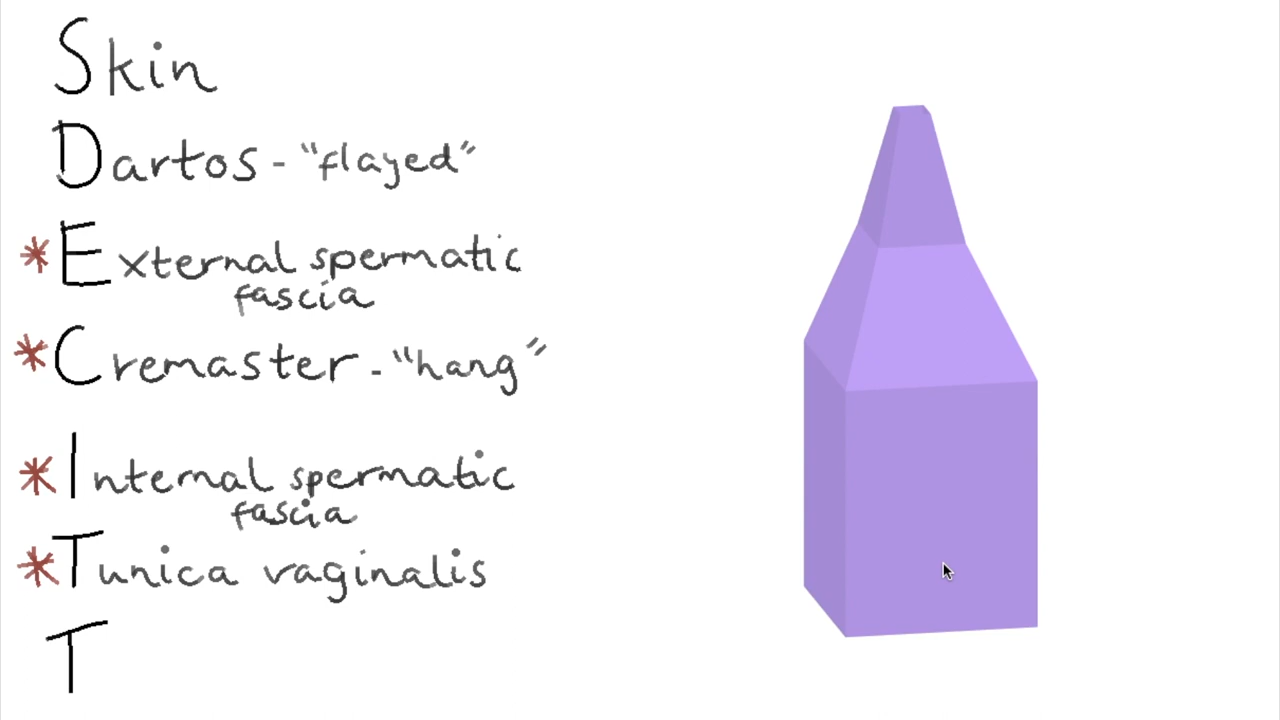 Skin
Dartos - "flayed"
*External spermatic
fascia
*Cremaster - "hang"
*Internal spermatic
fascia
*Tunica vaginalis
T